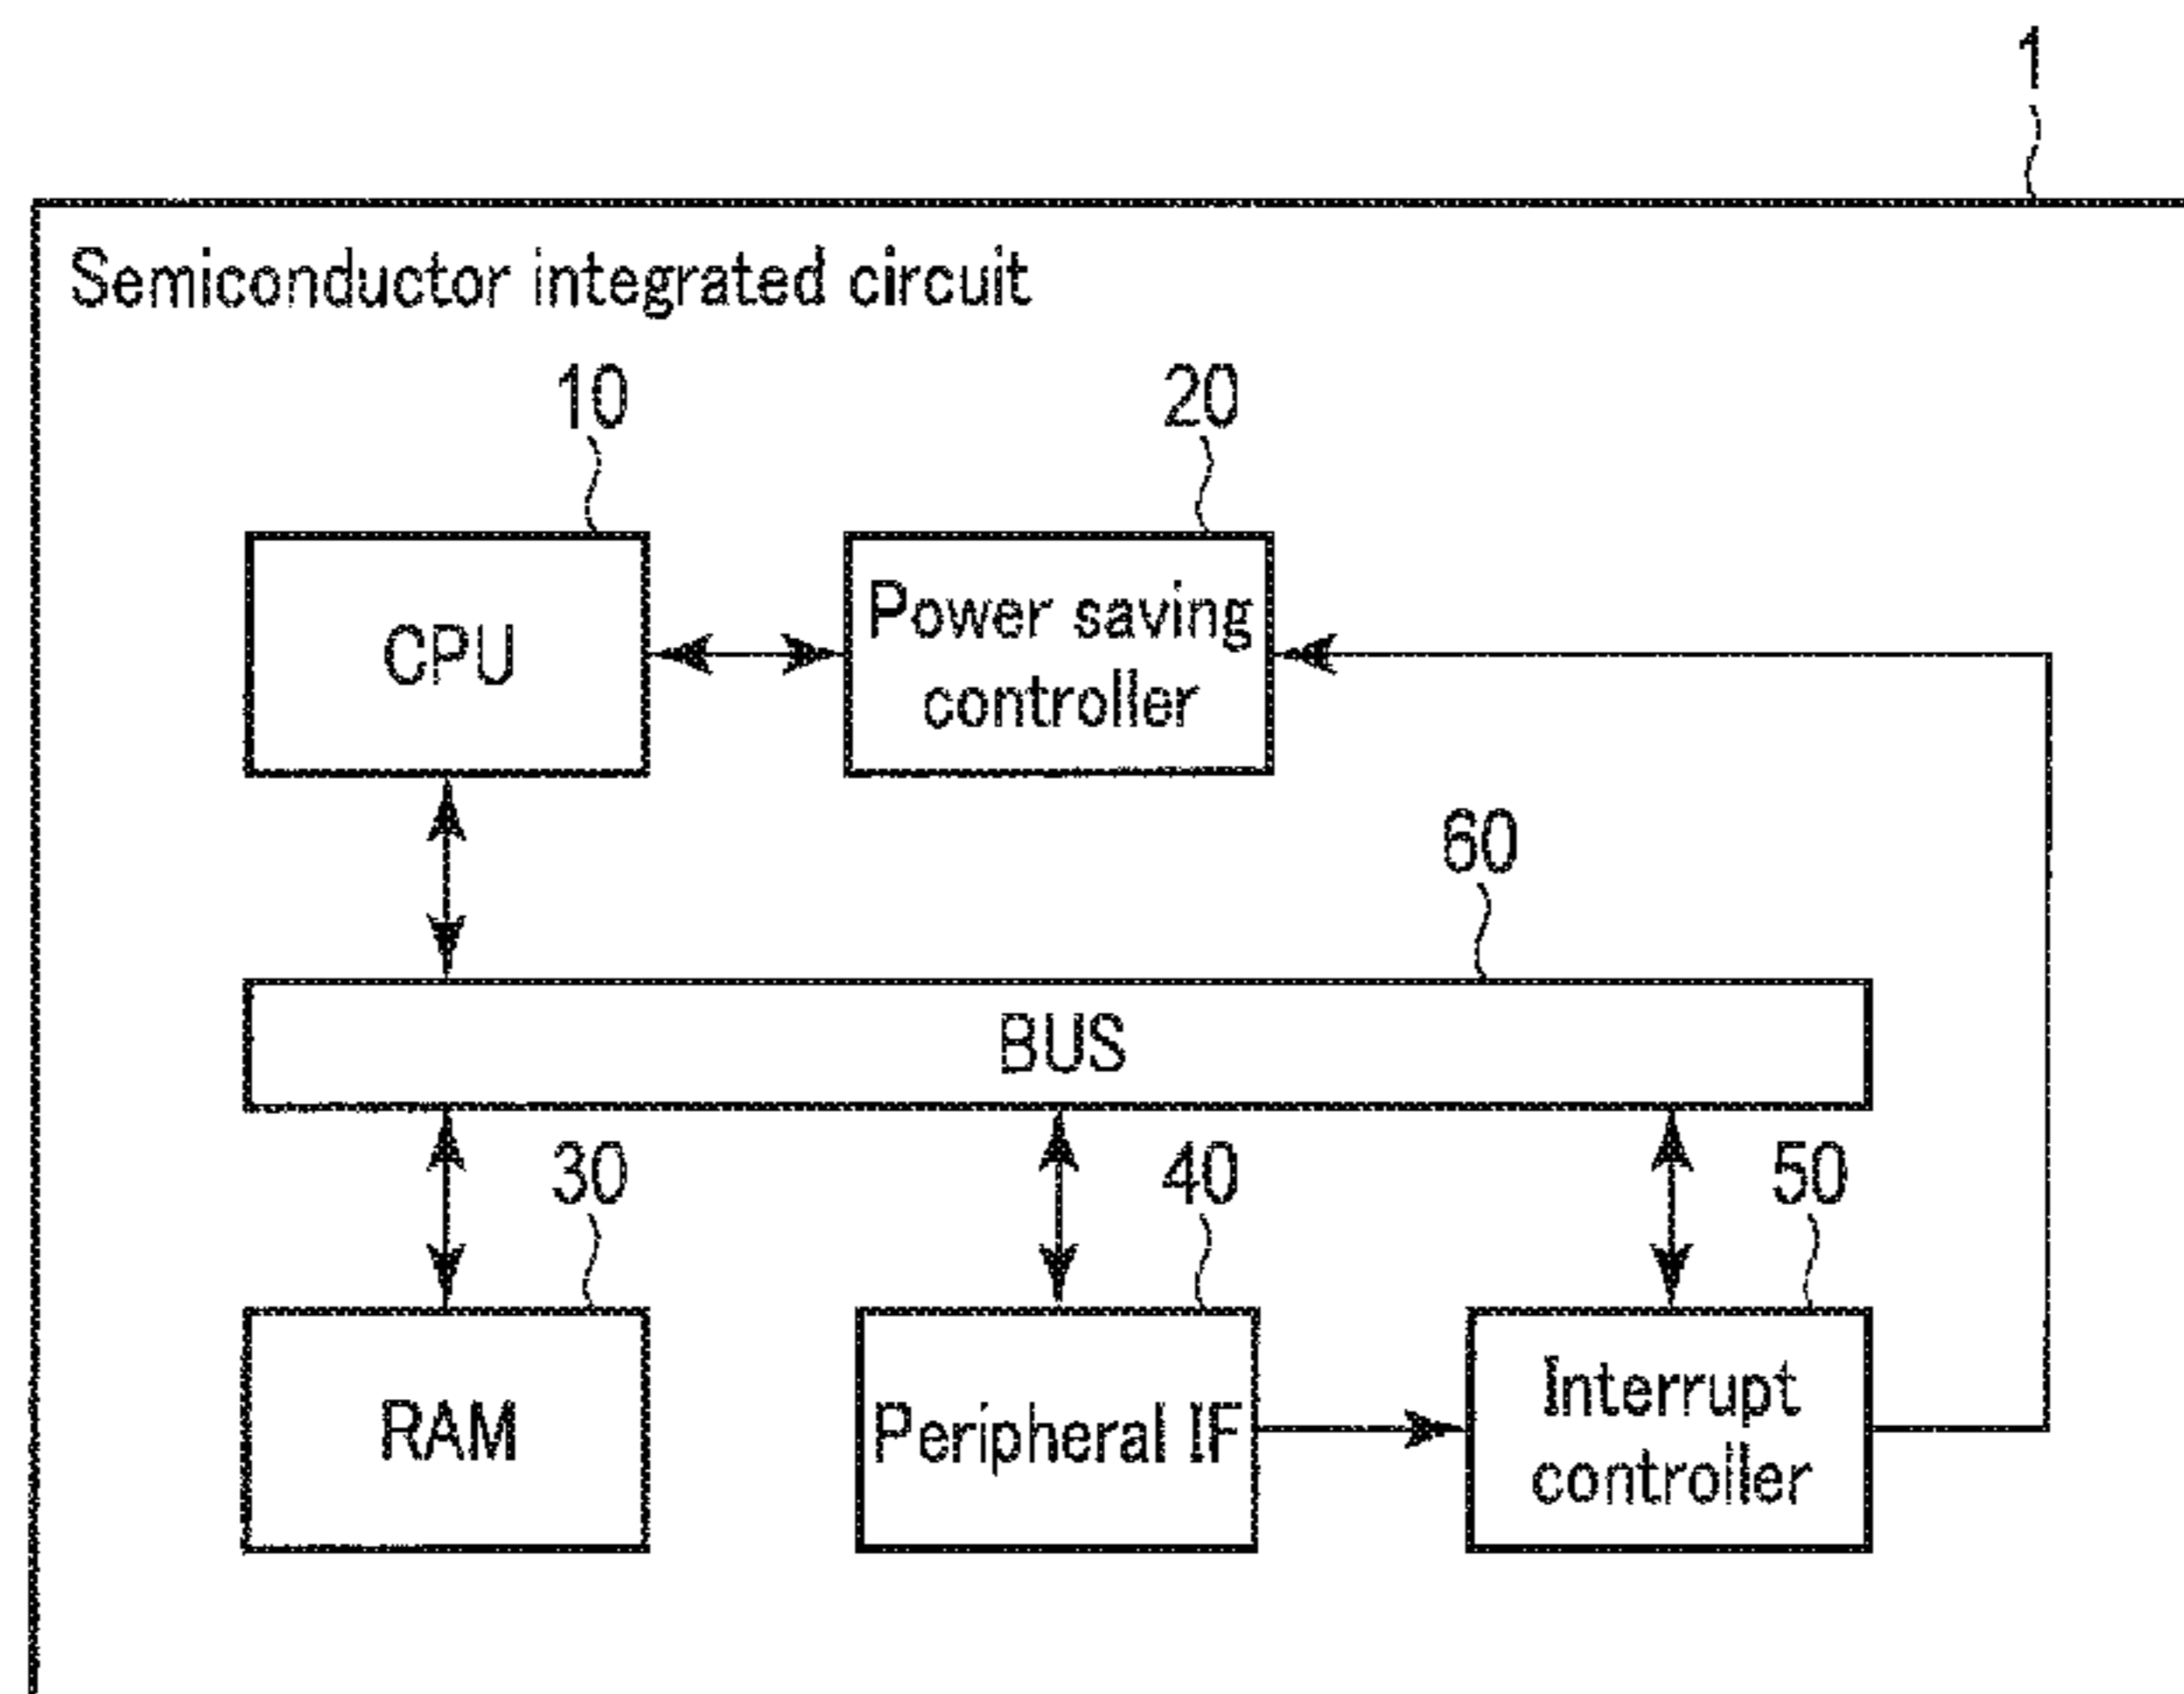 1
Semiconductor integrated circuit
10
20
CPU
Power saving
controller
60
BUS
30
40
50
RAM
Peripheral IF
Interrupt
controller